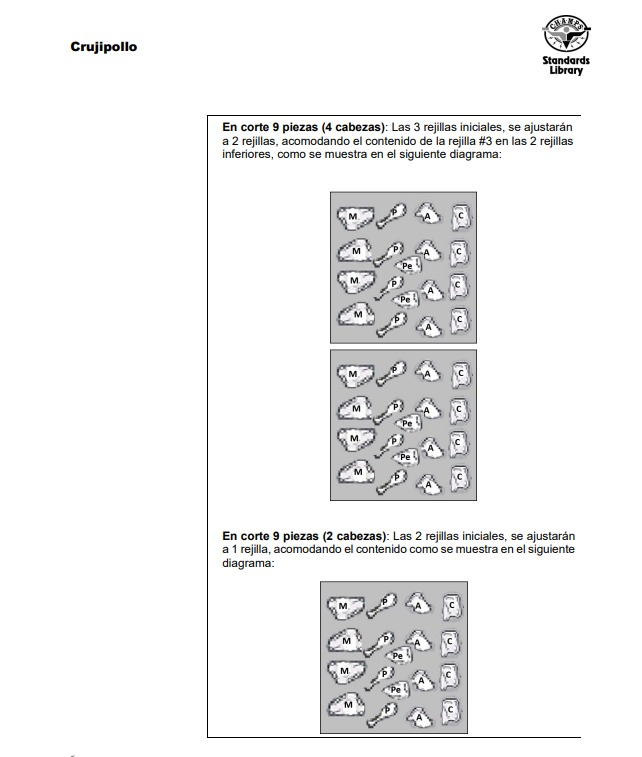 Crujipollo
CHAMPS
Standards
Library
En corte 9 piezas (4 cabezas): Las 3 rejillas iniciales, se ajustarán
a 2 rejillas, acomodando el contenido de la rejilla #3 en las 2 rejillas
inferiores, como se muestra en el siguiente diagrama:
M P A C
M P A C
Pe
M P A C
Pe
M P A C
M P A C
M P A C
Pe
M P A C
Pe
M P A C
En corte 9 piezas (2 cabezas): Las 2 rejillas iniciales, se ajustarán
a 1 rejilla, acomodando el contenido como se muestra en el siguiente
diagrama:
M P A C
M P A C
Pe
M P A C
Pe
M P A C